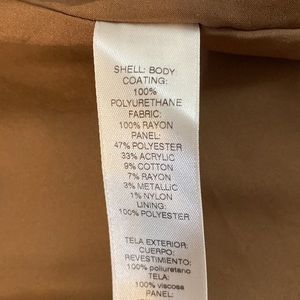 SHELL: BODY
COATING:
100%
POLYURETHANE
FABRIC:
100% RAYON
PANEL:
47% POLYESTER
33% ACRYLIC
9% COTTON
7% RAYON
3% METALLIC
1% NYLON
LINING:
100% POLYESTER
TELA EXTERIOR:
CUERPO:
REVESTIMIENTO:
100% poliuretano
TELA:
100% viscosa
PANEL: